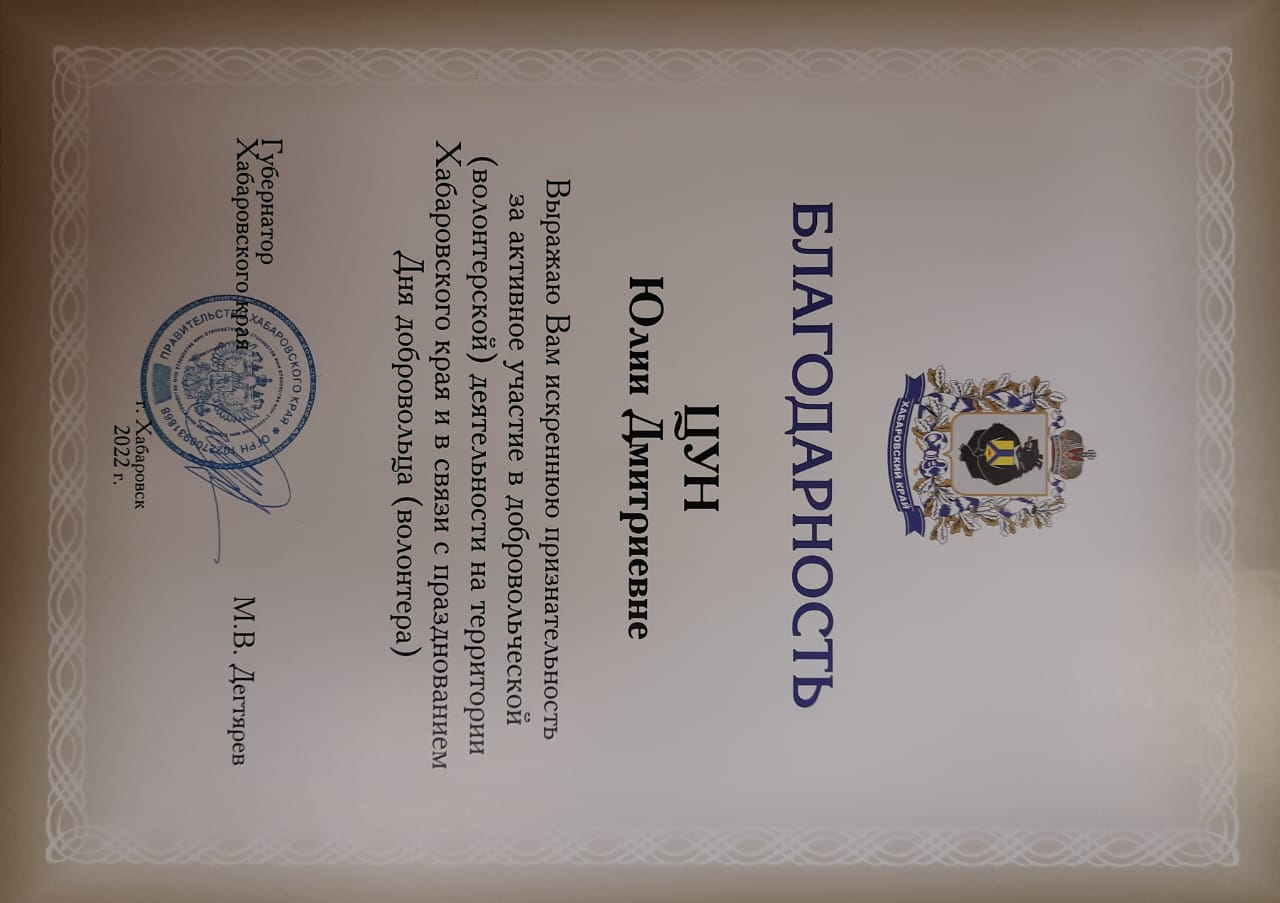 ХАБАРОВСКИЙ КРАЙ
БЛАГОДАРНОСТЬ
ЦУН
Юлии Дмитриевне
Выражаю Вам искреннюю признательность
за активное участие в добровольческой
(волонтерской) деятельности на территории
Хабаровского края и в связи с празднованием
Дня добровольца (волонтера)
Губернатор
Хабаровского края
М.В. Дегтярев
ПРАВИТЕЛЬСТВО ХАБАРОВСКОГО КРАЯ
ОГРН
г. Хабаровск
2022 г.